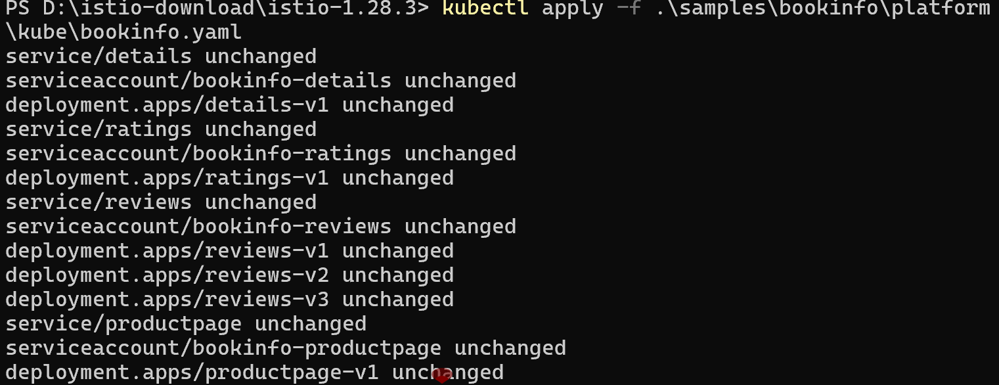 PS D:\istio-download\istio-1.28.3> kubectl apply -f .\samples\bookinfo\platform
\kube\bookinfo.yaml
service/details unchanged
serviceaccount/bookinfo-details unchanged
deployment.apps/details-v1 unchanged
service/ratings unchanged
serviceaccount/bookinfo-ratings unchanged
deployment.apps/ratings-v1 unchanged
service/reviews unchanged
serviceaccount/bookinfo-reviews unchanged
deployment.apps/reviews-v1 unchanged
deployment.apps/reviews-v2 unchanged
deployment.apps/reviews-v3 unchanged
service/productpage unchanged
serviceaccount/bookinfo-productpage unchanged
deployment.apps/productpage-v1 unchanged